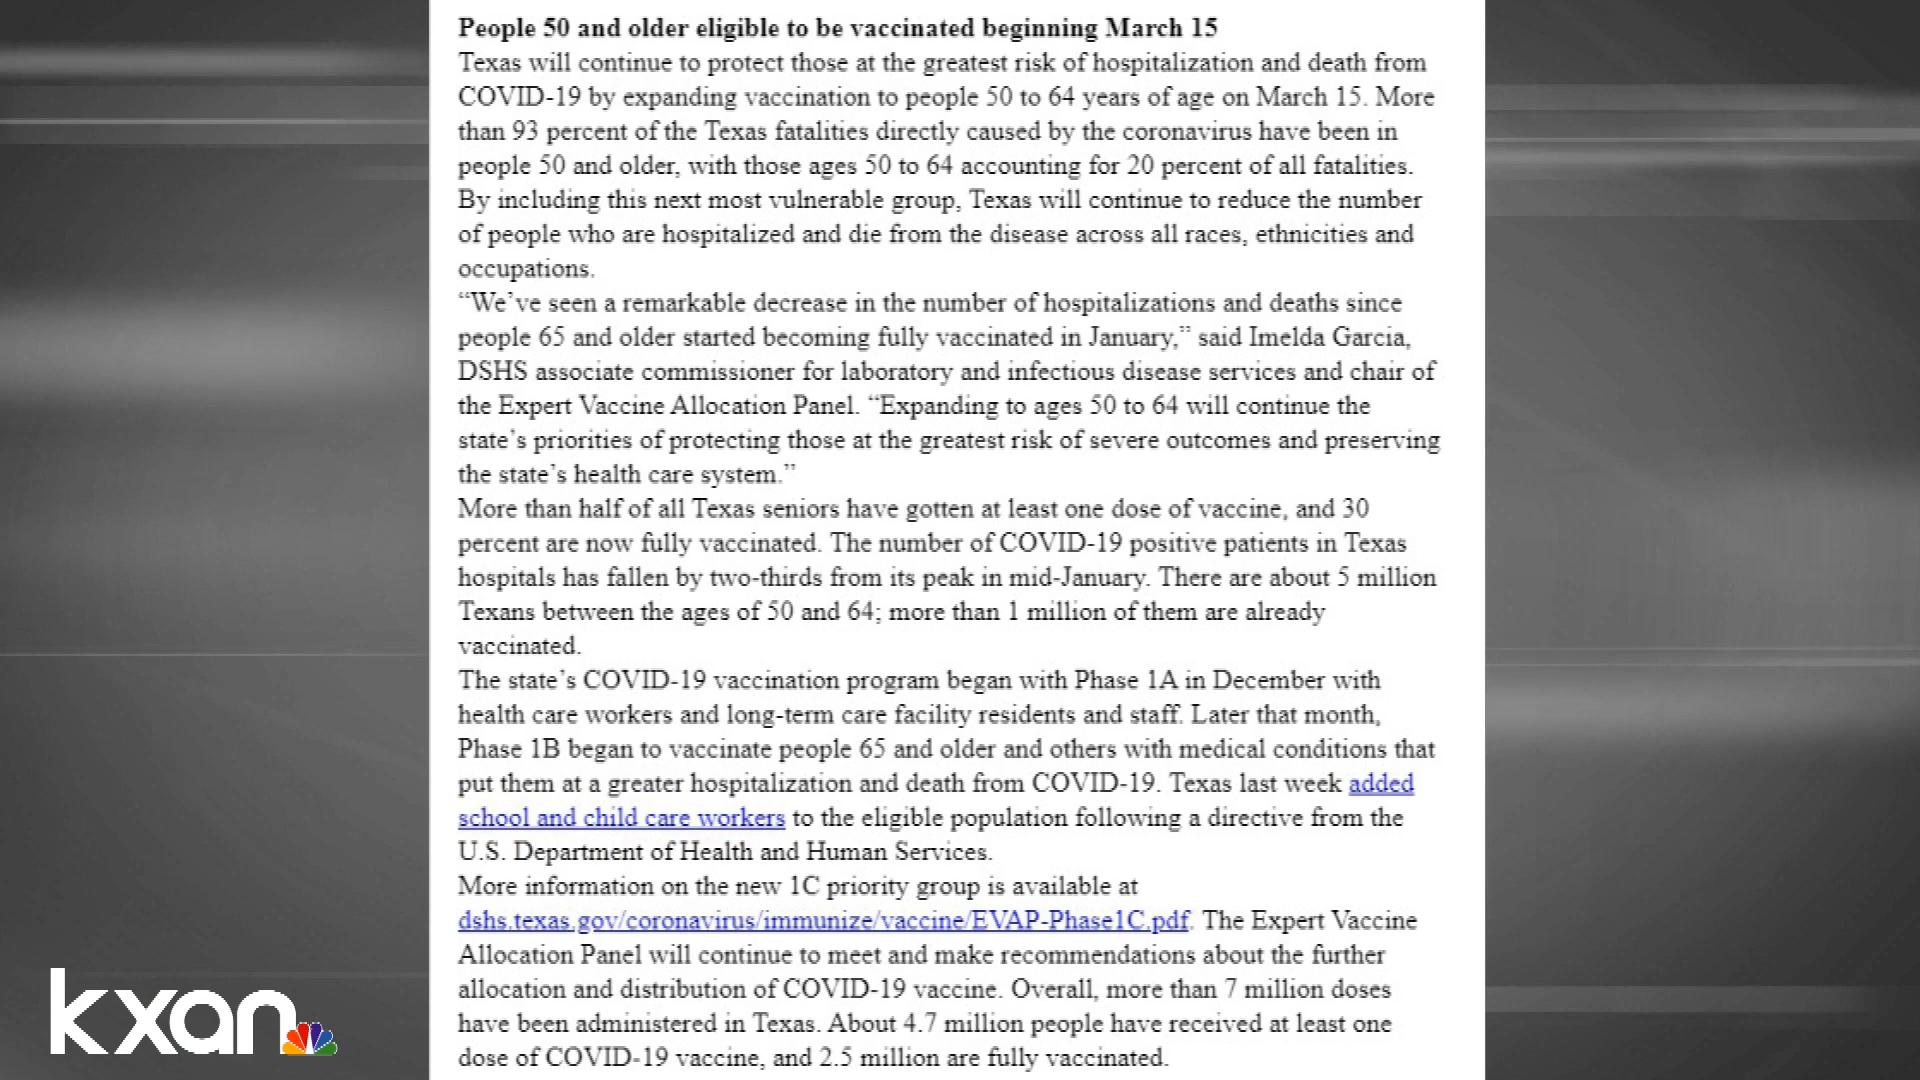 People 50 and older eligible to be vaccinated beginning March 15
Texas will continue to protect those at the greatest risk of hospitalization and death from
COVID-19 by expanding vaccination to people 50 to 64 years of age on March 15. More
than 93 percent of the Texas fatalities directly caused by the coronavirus have been in
people 50 and older, with those ages 50 to 64 accounting for 20 percent of all fatalities.
By including this next most vulnerable group, Texas will continue to reduce the number
of people who are hospitalized and die from the disease across all races, ethnicities and
occupations.
“We’ve seen a remarkable decrease in the number of hospitalizations and deaths since
people 65 and older started becoming fully vaccinated in January,” said Imelda Garcia,
DSHS associate commissioner for laboratory and infectious disease services and chair of
the Expert Vaccine Allocation Panel. “Expanding to ages 50 to 64 will continue the
state’s priorities of protecting those at the greatest risk of severe outcomes and preserving
the state’s health care system.”
More than half of all Texas seniors have gotten at least one dose of vaccine, and 30
percent are now fully vaccinated. The number of COVID-19 positive patients in Texas
hospitals has fallen by two-thirds from its peak in mid-January. There are about 5 million
Texans between the ages of 50 and 64; more than 1 million of them are already
vaccinated.
The state’s COVID-19 vaccination program began with Phase 1A in December with
health care workers and long-term care facility residents and staff. Later that month,
Phase 1B began to vaccinate people 65 and older and others with medical conditions that
put them at a greater hospitalization and death from COVID-19. Texas last week added
school and child care workers to the eligible population following a directive from the
U.S. Department of Health and Human Services.
More information on the new 1C priority group is available at
dshs.texas.gov/coronavirus/immunize/vaccine/EVAP-Phase1C.pdf. The Expert Vaccine
Allocation Panel will continue to meet and make recommendations about the further
allocation and distribution of COVID-19 vaccine. Overall, more than 7 million doses
have been administered in Texas. About 4.7 million people have received at least one
dose of COVID-19 vaccine, and 2.5 million are fully vaccinated.
kxan